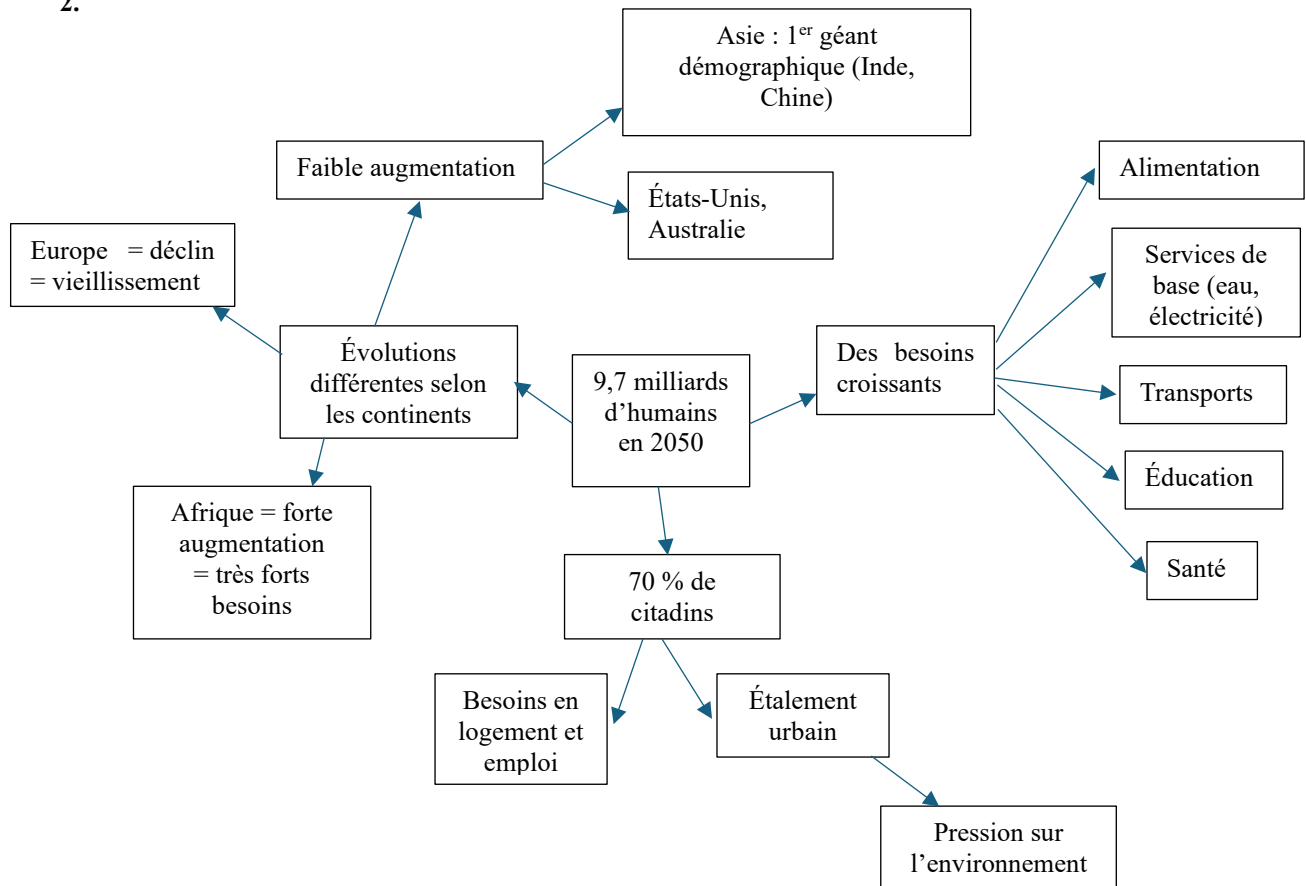 2.
Asie : 1er géant
démographique (Inde,
Chine)
Faible augmentation
Alimentation
États-Unis,
Australie
Europe = déclin
= vieillissement
Services de
base (eau,
électricité)
Évolutions
différentes selon
les continents
9,7 milliards
d’humains
en 2050
Des besoins
croissants
Transports
Éducation
Afrique = forte
augmentation
= très forts
besoins
Santé
70 % de
citadins
Besoins en
logement et
emploi
Étalement
urbain
Pression sur
l’environnement